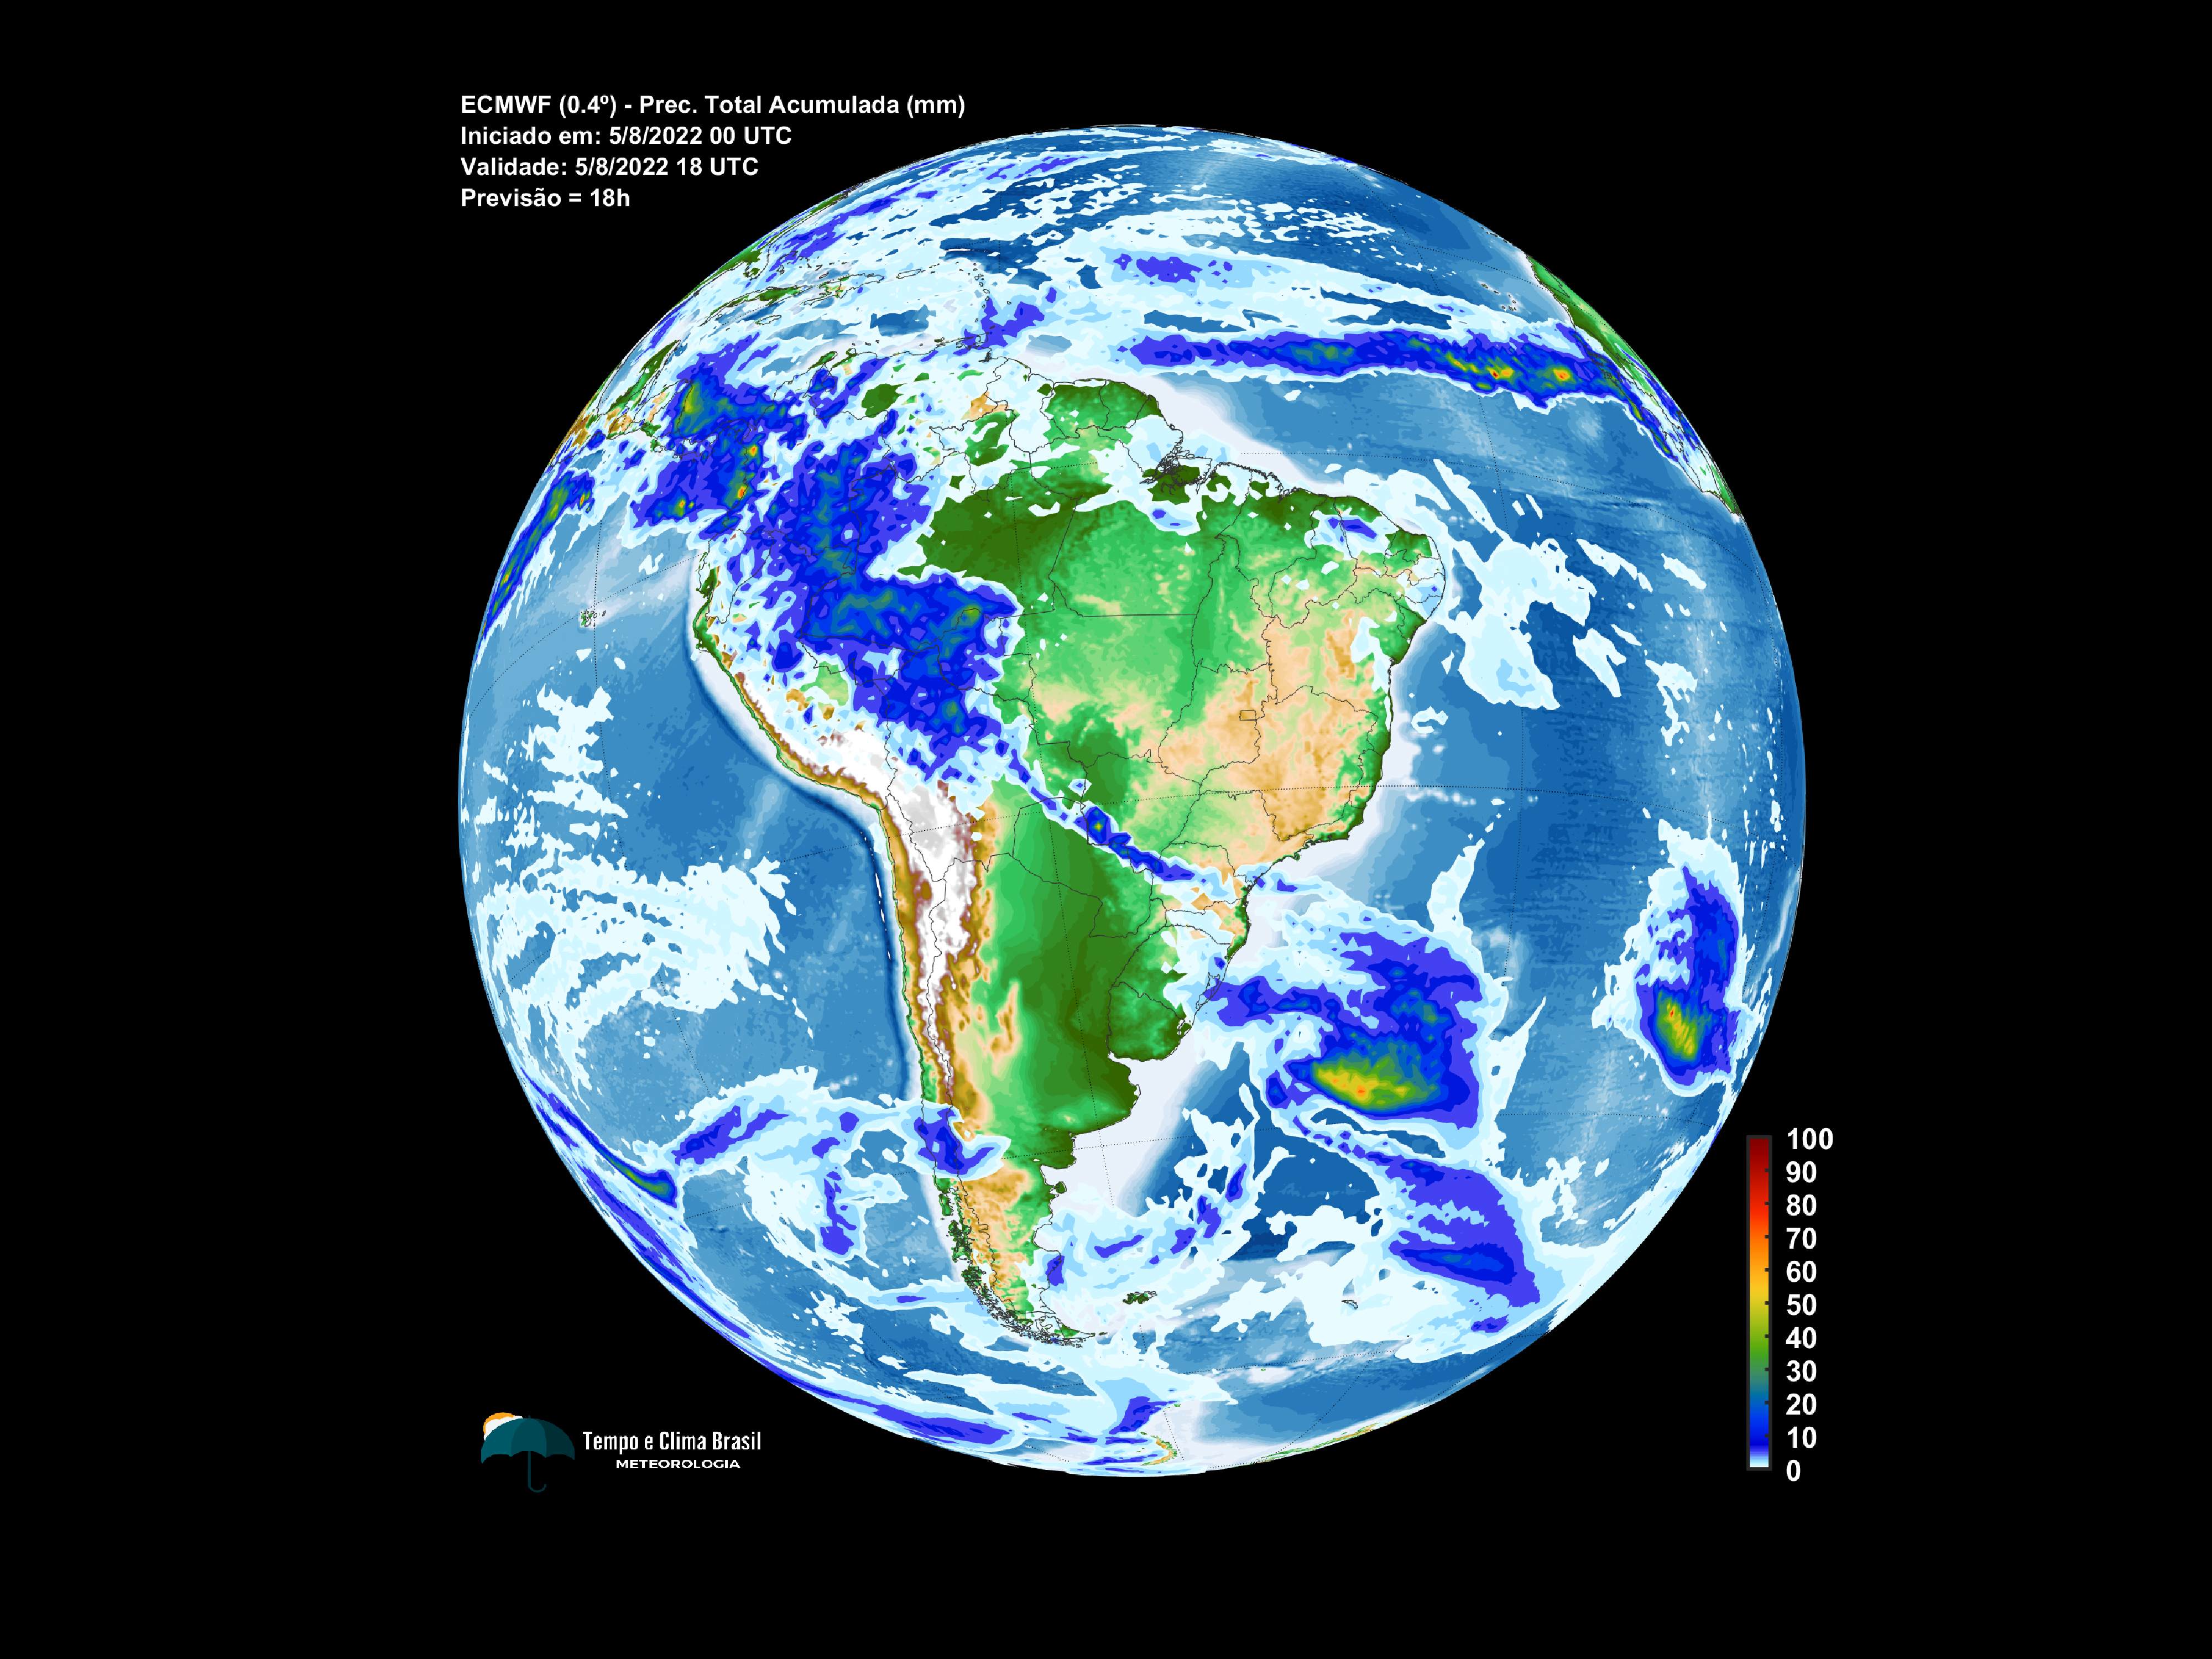 ECMWF (0.4º) - Prec. Total Acumulada (mm)
Iniciado em: 5/8/2022 00 UTC
Validade: 5/8/2022 18 UTC
Previsão = 18h
100
90
80
70
60
50
40
30
20
10
0
Tempo e Clima Brasil
METEOROLOGIA